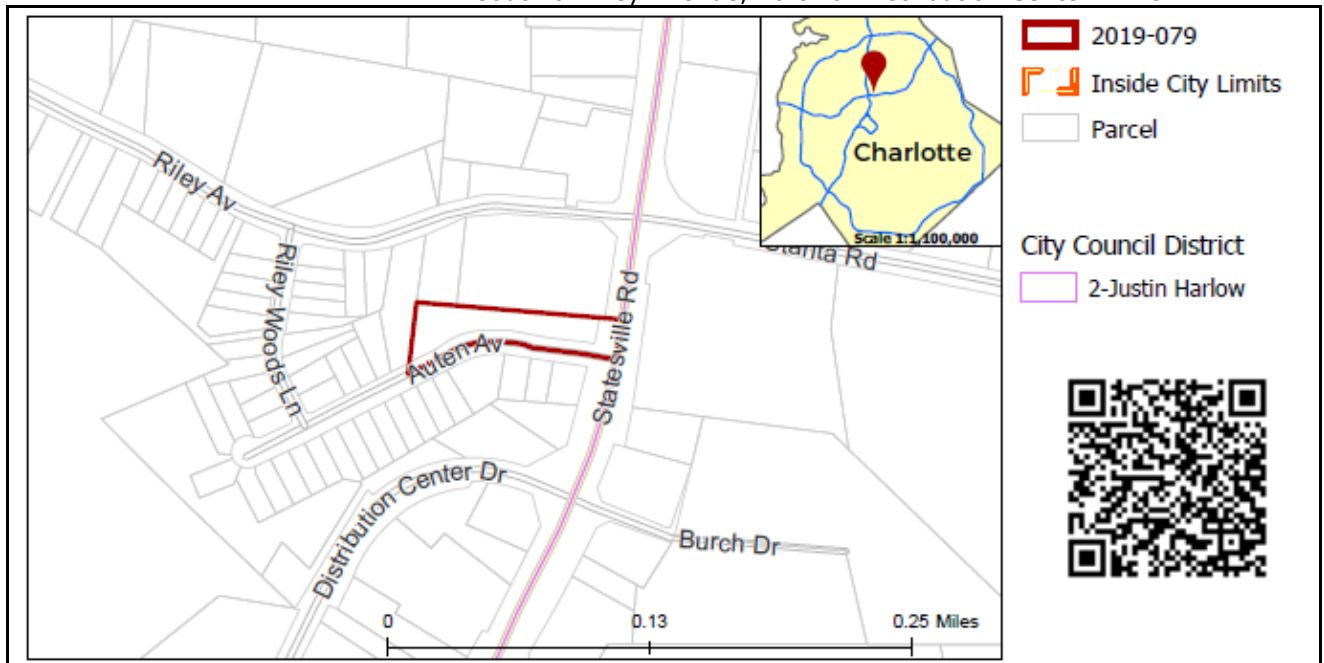 2019-079
Inside City Limits
Parcel
City Council District
2-Justin Harlow
Charlotte
Scale 1:1,100,000
Riley Av
Riley Woods Ln
Auten Av
Statesville Rd
Rd
Distribution Center Dr
Burch Dr
0
0.13
0.25 Miles